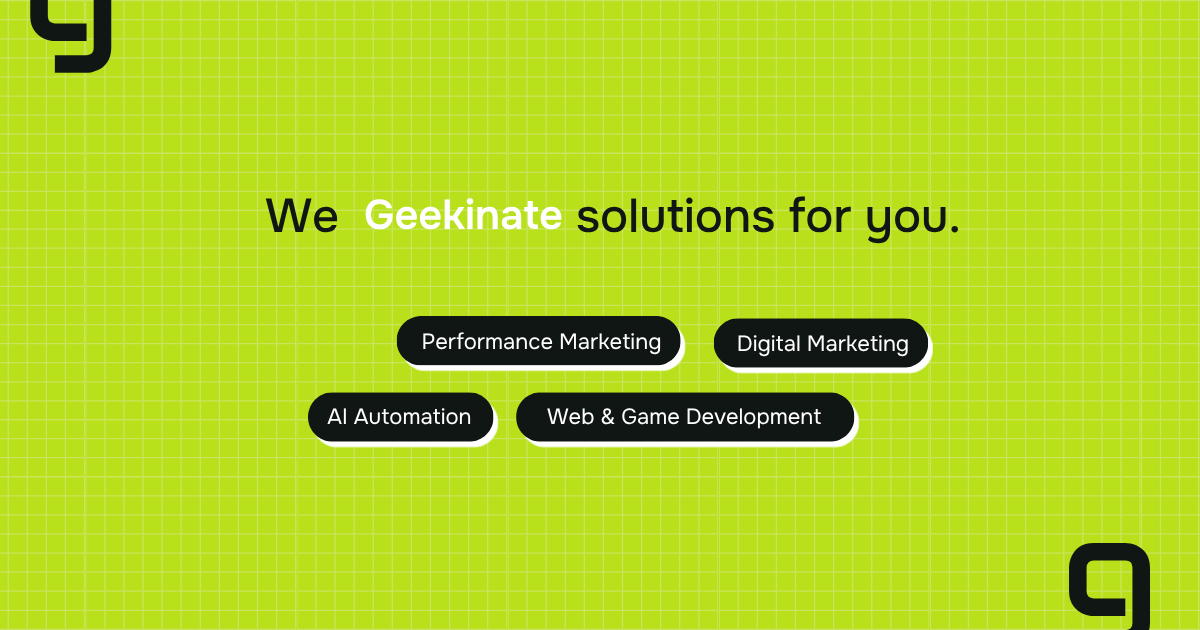 We Geekinate solutions for you.
Performance Marketing
Digital Marketing
AI Automation
Web & Game Development